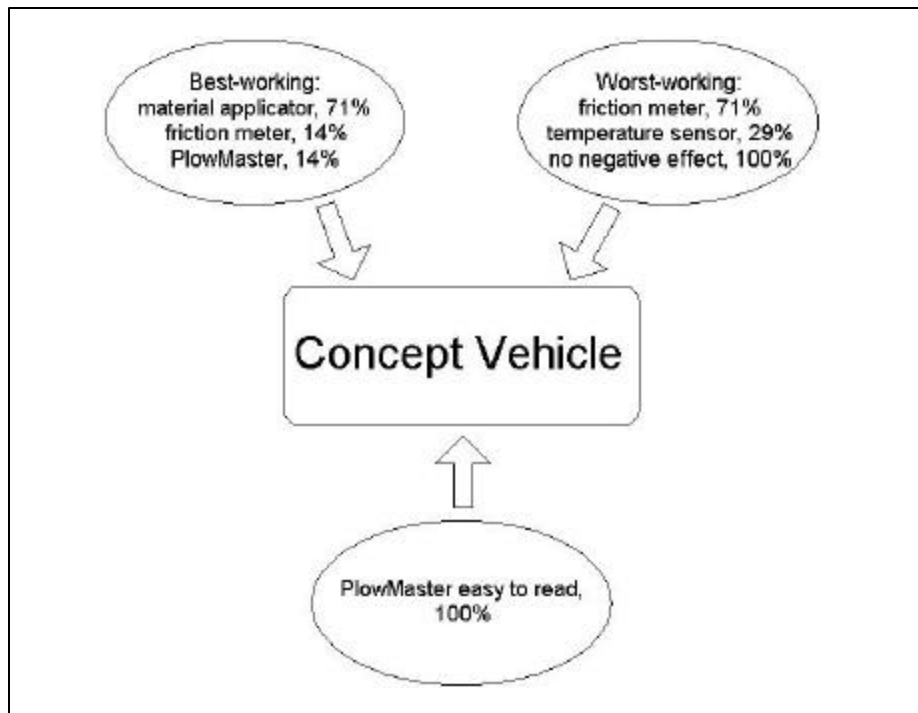 Best-working:
material applicator, 71%
friction meter, 14%
PlowMaster, 14%
Worst-working:
friction meter, 71%
temperature sensor, 29%
no negative effect, 100%
Concept Vehicle
PlowMaster easy to read,
100%